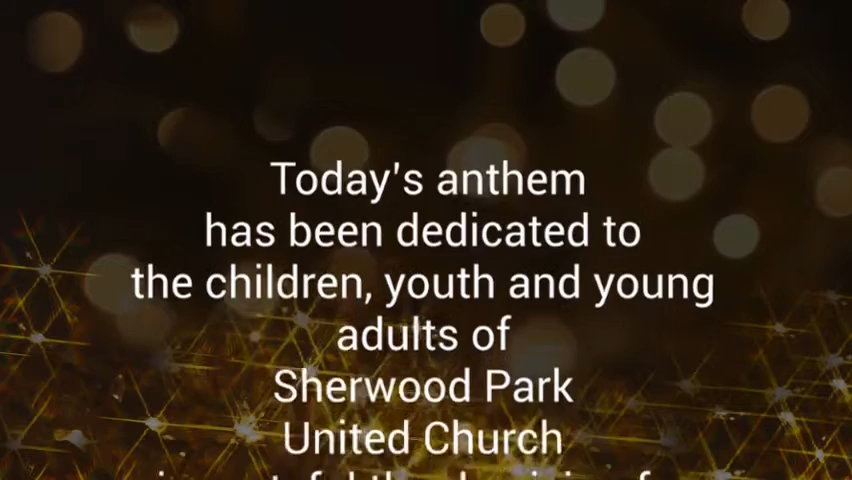 Today's anthem
has been dedicated to
the children, youth and young
adults of
Sherwood Park
United Church